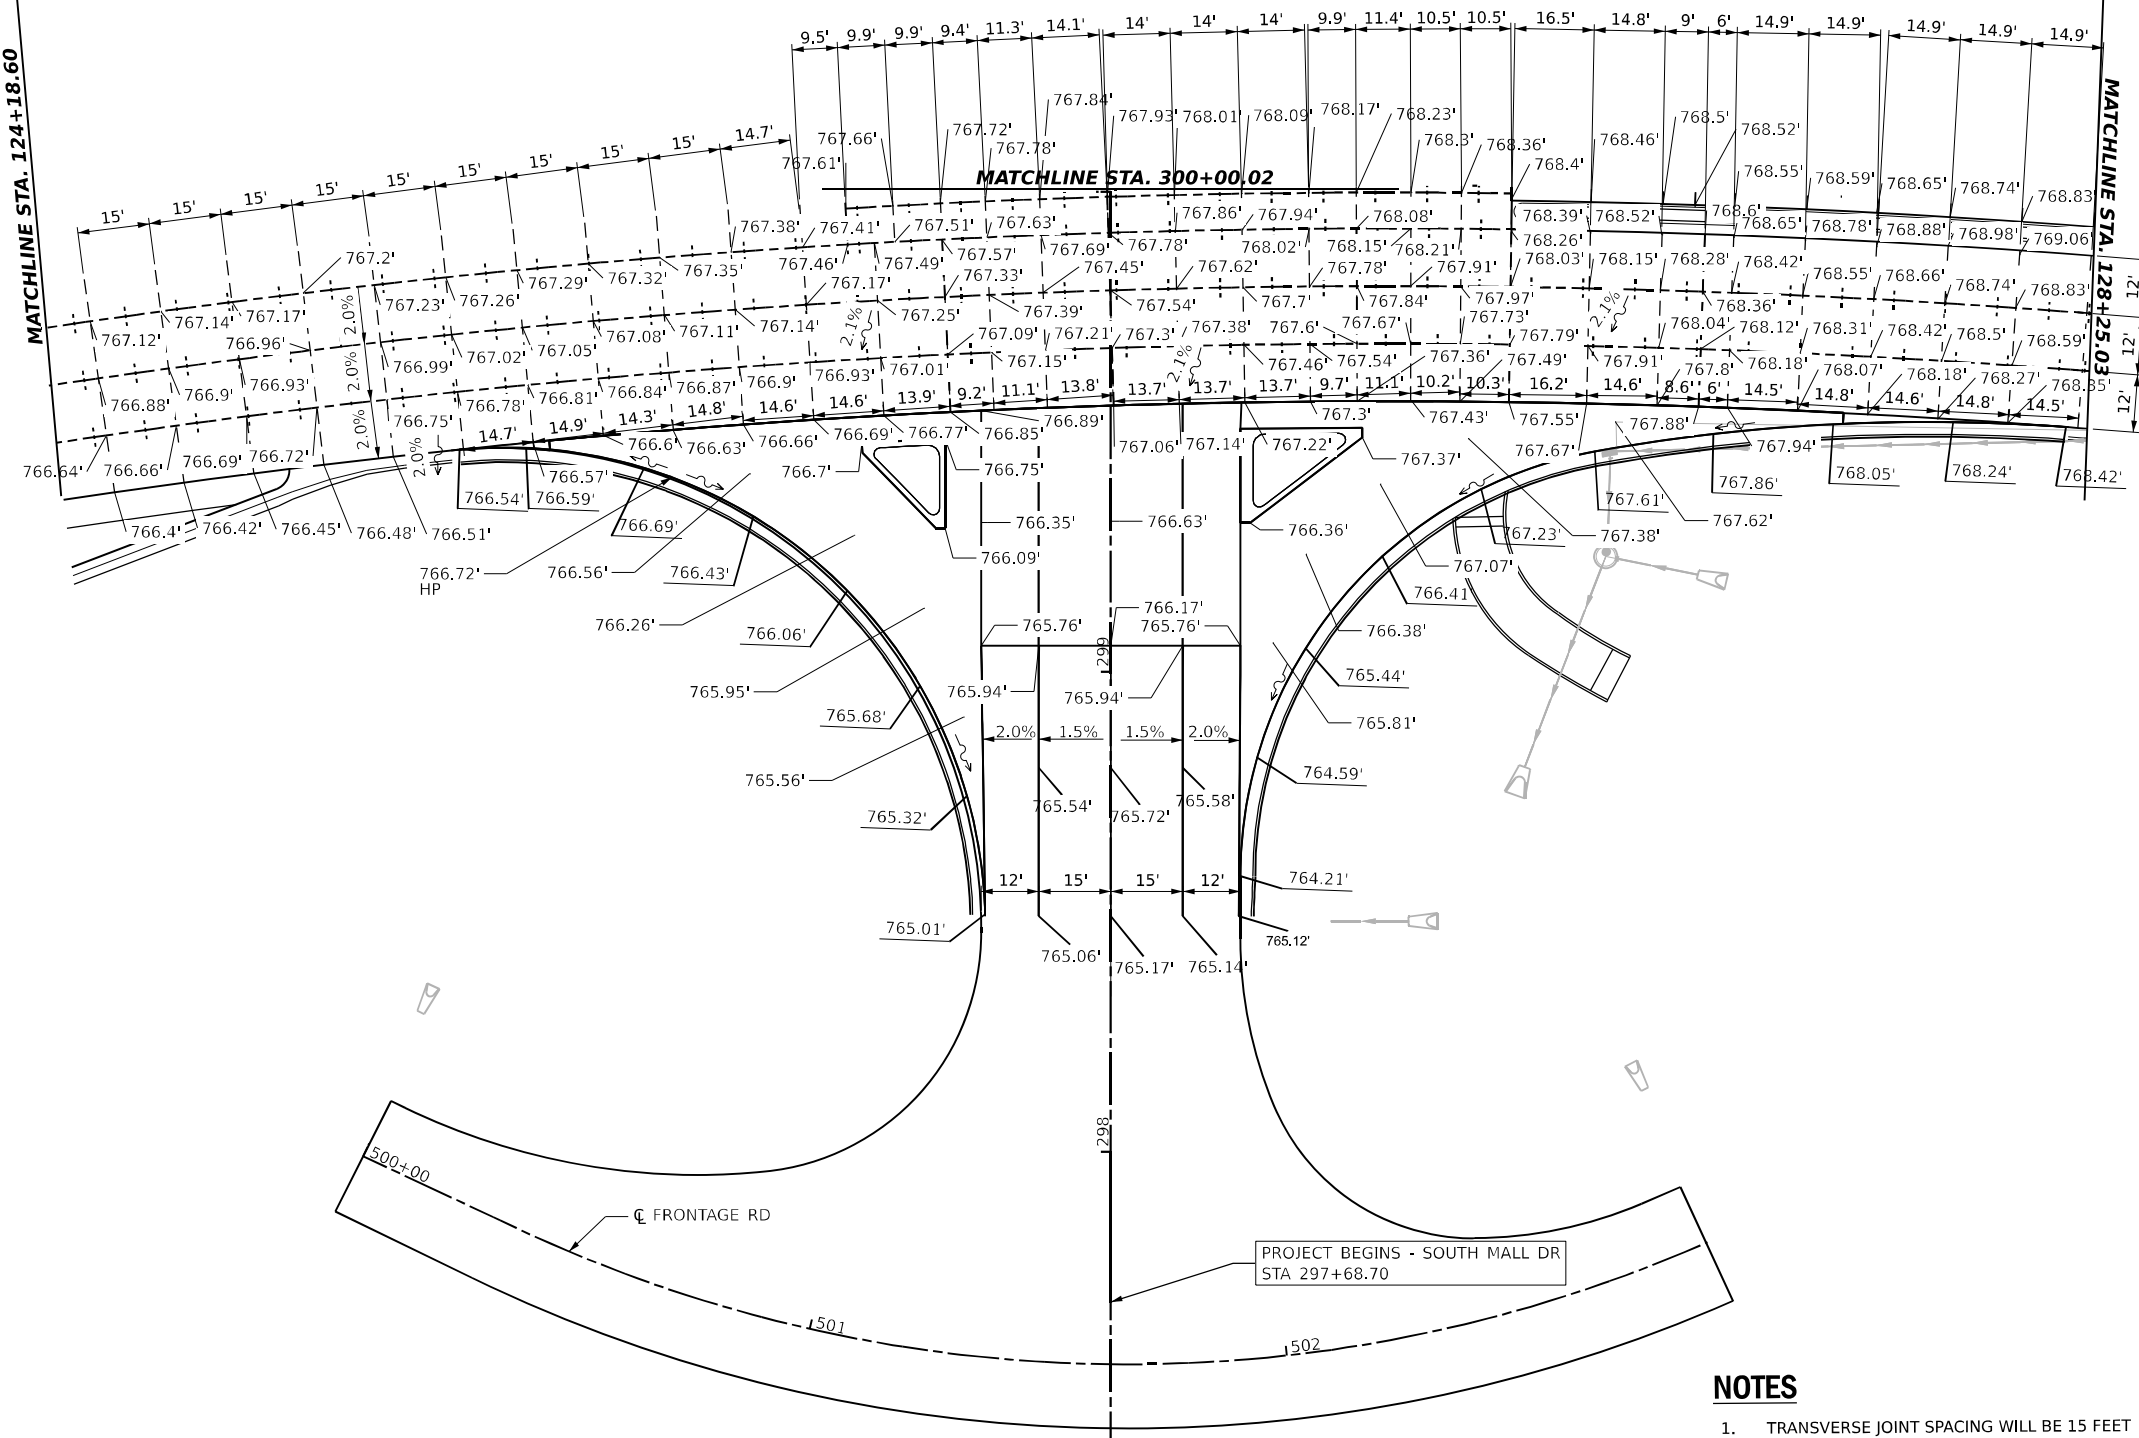 9.5' 9.9' 9.9' 9.4' 11.3' 14.1' 14' 14' 14' 9.9' 11.4' 10.5' 10.5' 16.5' 14.8' 9' 6' 14.9' 14.9' 14.9' 14.9' 14.9'
MATCHLINE STA. 124+18.60
15' 15' 15' 15' 15' 15' 15' 15' 15' 14.7'
767.84' 767.93' 768.01' 768.09' 768.17' 768.23' 768.5' 768.52'
767.66' 767.72' 767.78' 768.3' 768.36' 768.46'
767.61' 768.4' 768.55' 768.59' 768.65' 768.74' 768.83'
MATCHLINE STA. 300+00.02
MATCHLINE STA. 128+25.03
767.38' 767.41' 767.51' 767.63' 767.86' 767.94' 768.08' 768.39' 768.52' 768.6' 768.65' 768.78' 768.88' 768.98' 769.06'
767.2' 767.46' 767.49' 767.57' 767.69' 767.78' 768.02' 768.15' 768.21' 768.26'
767.23' 767.26' 767.29' 767.32' 767.35' 767.17' 767.33' 767.45' 767.62' 767.78' 767.91' 768.03' 768.15' 768.28' 768.42' 768.55' 768.66' 768.74' 768.83'
767.12' 767.14' 767.17' 767.08' 767.11' 767.14' 767.25' 767.39' 767.54' 767.7' 767.84' 767.97' 768.36'
2.0% 2.0% 2.0% 2.0% 2.1% 2.1% 2.1%
12' 12' 12'
766.96' 766.99' 767.02' 767.05' 767.09' 767.21' 767.3' 767.38' 767.6' 767.67' 767.73' 767.79' 768.04' 768.12' 768.31' 768.42' 768.5' 768.59'
766.88' 766.9' 766.93' 766.84' 766.87' 766.9' 766.93' 767.01' 767.15' 767.46' 767.54' 767.36' 767.49' 767.91' 767.8' 768.18' 768.07' 768.18' 768.27' 768.35'
766.75' 766.78' 766.81'
14.7' 14.9' 14.3' 14.8' 14.6' 14.6' 13.9' 9.2' 11.1' 13.8' 13.7' 13.7' 13.7' 9.7' 11.1' 10.2' 10.3' 16.2' 14.6' 8.6' 6' 14.5' 14.8' 14.6' 14.8' 14.5'
766.64' 766.66' 766.69' 766.72' 766.57' 766.6' 766.63' 766.66' 766.69' 766.77' 766.85' 766.89' 767.06' 767.14' 767.22' 767.3' 767.43' 767.55' 767.67' 767.88' 767.94'
766.4' 766.42' 766.45' 766.48' 766.51'
766.54' 766.59' 766.69' 766.7' 766.75' 767.37' 767.61' 767.86' 768.05' 768.24' 768.42'
766.35' 766.63' 766.36' 767.23' 767.38' 767.62'
766.72'
HP
766.56' 766.43' 766.09' 767.07'
766.26' 766.06' 765.76' 766.17' 765.76' 766.38' 766.41
299
765.95' 765.68' 765.94' 765.94' 765.44' 765.81'
2.0% 1.5% 1.5% 2.0%
765.56' 765.32' 765.54' 765.72' 765.58' 764.59'
12' 15' 15' 12' 764.21'
765.01' 765.06' 765.17' 765.14' 765.12'
298
500+00
℄ FRONTAGE RD
PROJECT BEGINS - SOUTH MALL DR
STA 297+68.70
501
502
NOTES
1. TRANSVERSE JOINT SPACING WILL BE 15 FEET